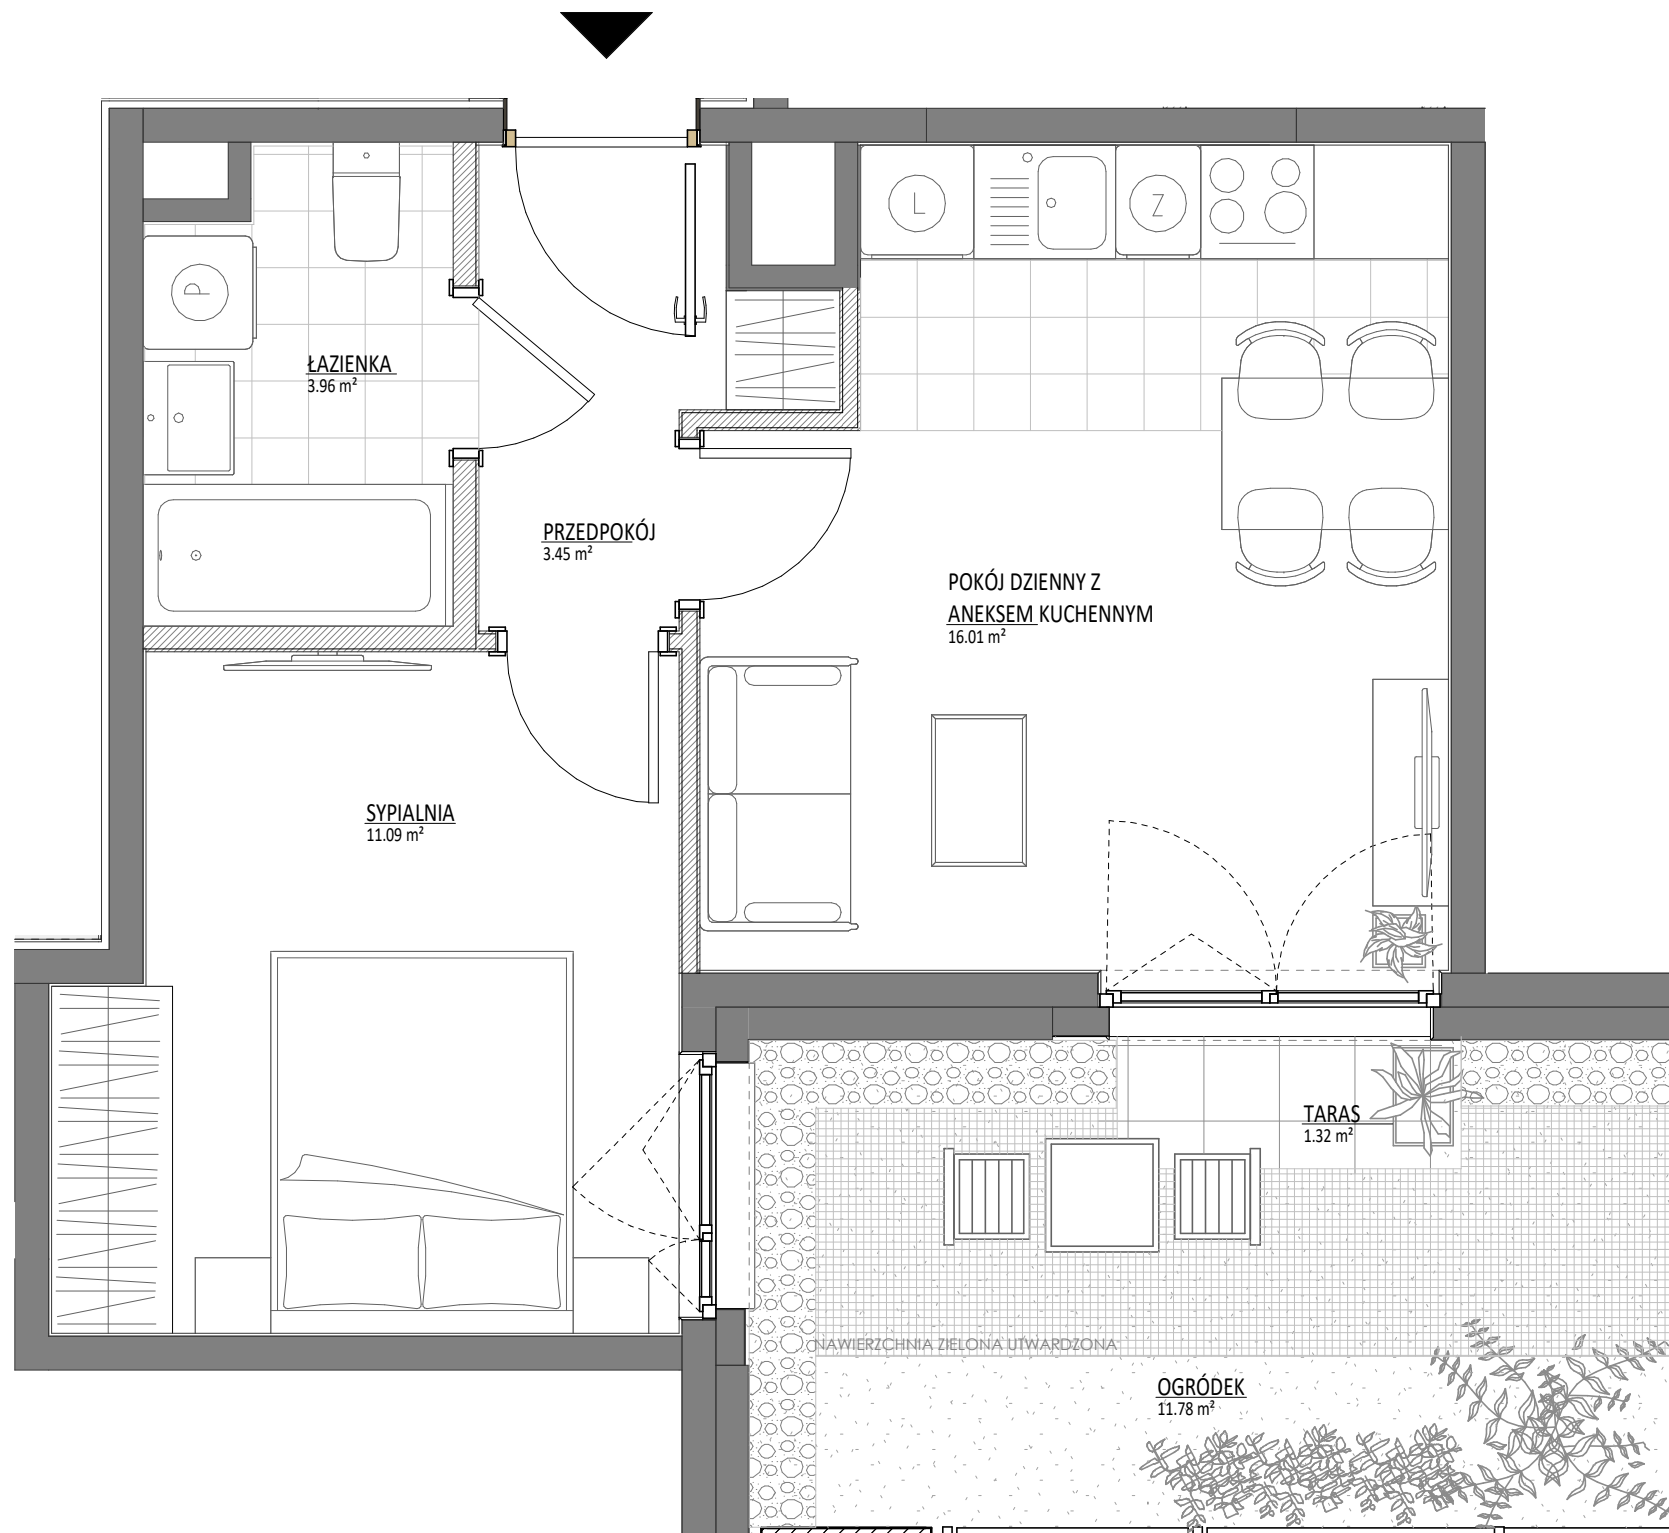 L
Z
P
ŁAZIENKA
3.96 m²
PRZEDPOKÓJ
3.45 m²
POKÓJ DZIENNY Z
ANEKSEM KUCHENNYM
16.01 m²
SYPIALNIA
11.09 m²
TARAS
1.32 m²
NAWIERZCHNIA ZIELONA UTWARDZONA
OGRÓDEK
11.78 m²